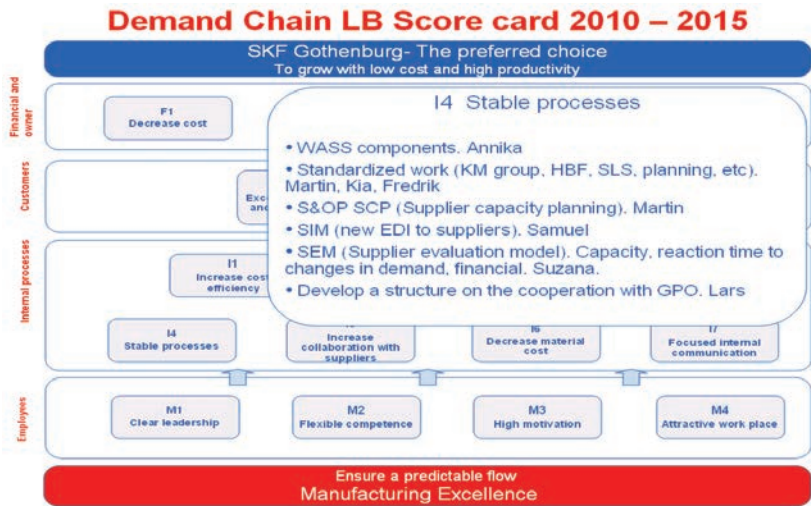 Demand Chain LB Score card 2010 – 2015
SKF Gothenburg- The preferred choice
To grow with low cost and high productivity
Financial and
owner
F1
Decrease cost
I4 Stable processes
• WASS components. Annika
• Standardized work (KM group, HBF, SLS, planning, etc).
Martin, Kia, Fredrik
• S&OP SCP (Supplier capacity planning). Martin
• SIM (new EDI to suppliers). Samuel
• SEM (Supplier evaluation model). Capacity, reaction time to
changes in demand, financial. Suzana.
• Develop a structure on the cooperation with GPO. Lars
Customers
and
Internal processes
I1
Increase cost
efficiency
I4
Stable processes
Increase
collaboration with
suppliers
I6
Decrease material
cost
I7
Focused internal
communication
Employees
M1
Clear leadership
M2
Flexible competence
M3
High motivation
M4
Attractive work place
Ensure a predictable flow
Manufacturing Excellence